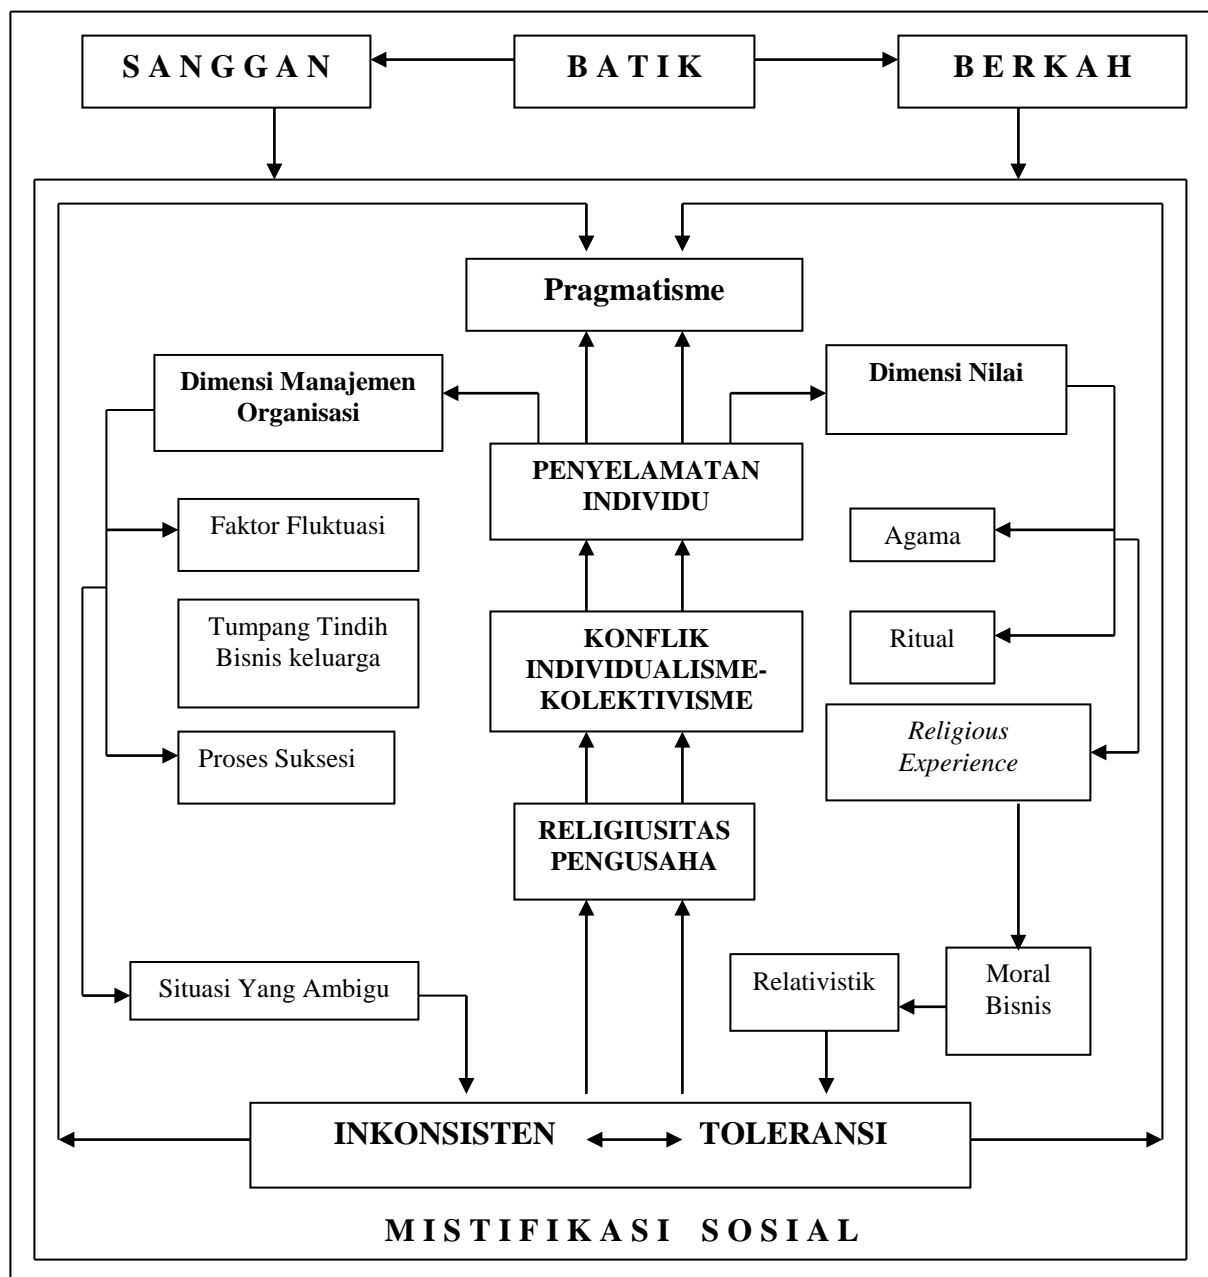 S A N G G A N
B A T I K
B E R K A H
Pragmatisme
Dimensi Manajemen
Organisasi
Dimensi Nilai
PENYELAMATAN
INDIVIDU
Faktor Fluktuasi
Agama
Tumpang Tindih
Bisnis keluarga
KONFLIK
INDIVIDUALISME-
KOLEKTIVISME
Ritual
Proses Suksesi
Religious
Experience
RELIGIUSITAS
PENGUSAHA
Situasi Yang Ambigu
Relativistik
Moral
Bisnis
INKONSISTEN
TOLERANSI
M I S T I F I K A S I   S O S I A L